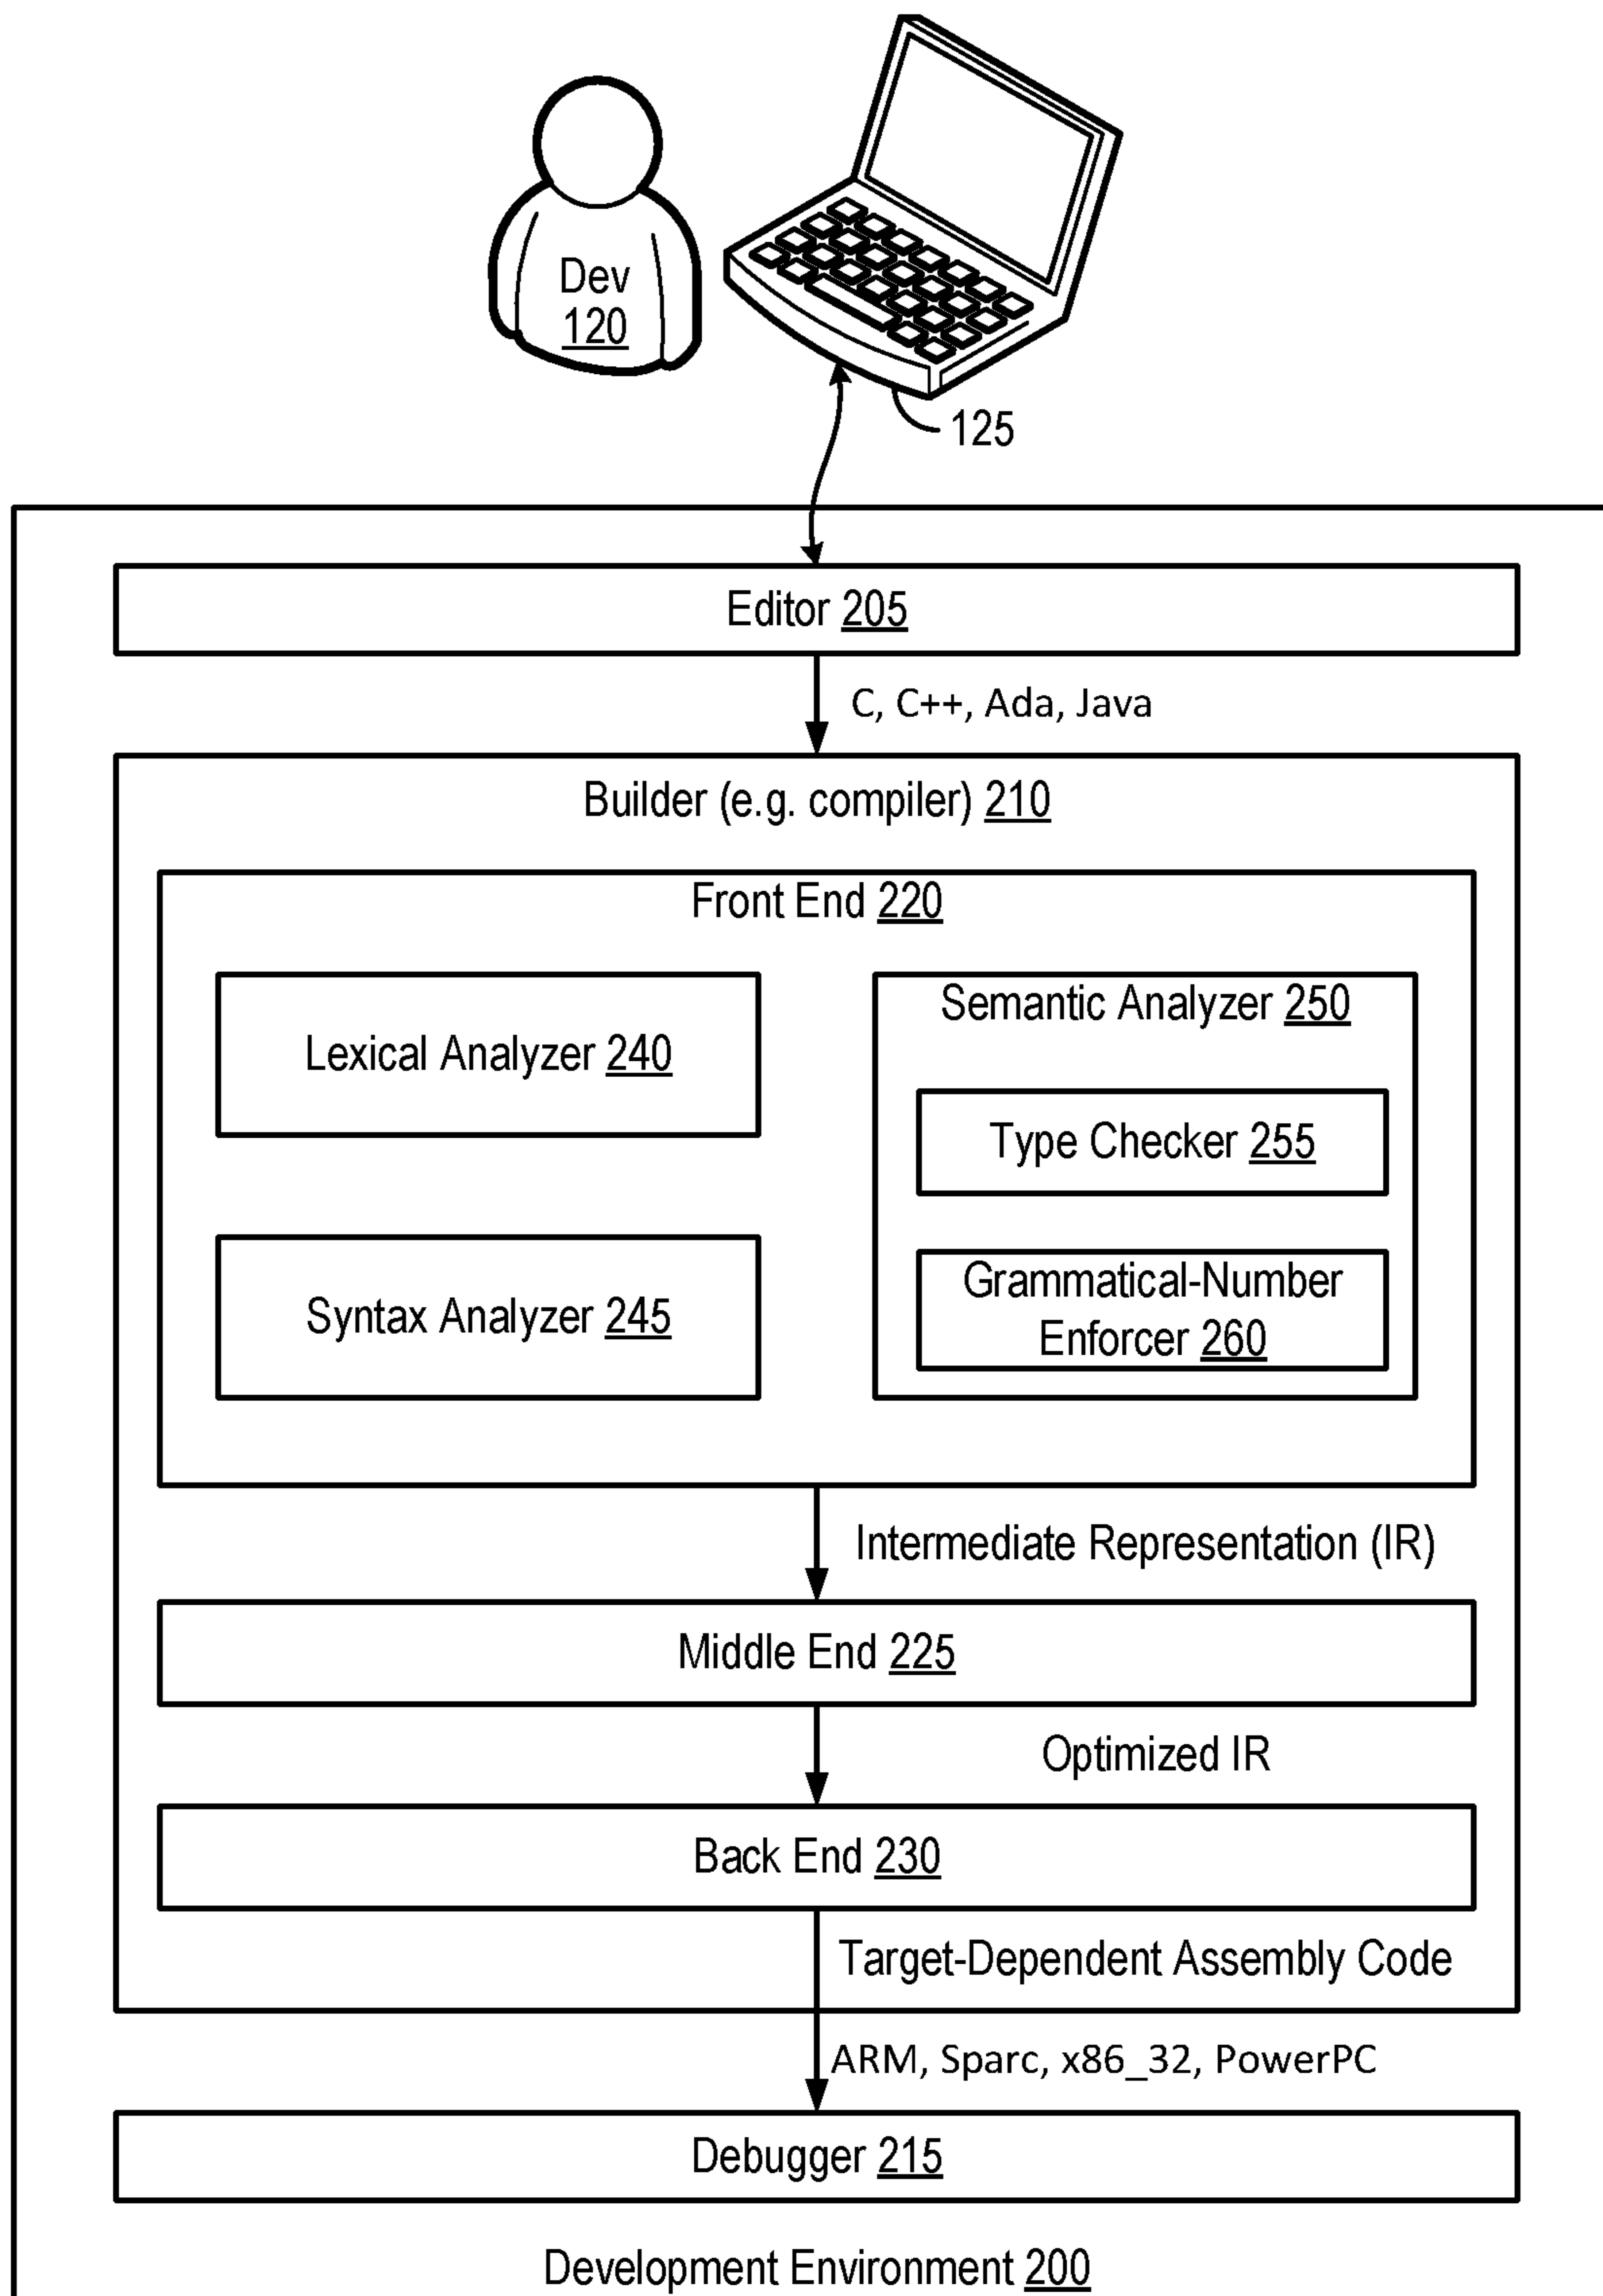 Dev
120
125
Editor 205
C, C++, Ada, Java
Builder (e.g. compiler) 210
Front End 220
Lexical Analyzer 240
Syntax Analyzer 245
Semantic Analyzer 250
Type Checker 255
Grammatical-Number
Enforcer 260
Intermediate Representation (IR)
Middle End 225
Optimized IR
Back End 230
Target-Dependent Assembly Code
ARM, Sparc, x86_32, PowerPC
Debugger 215
Development Environment 200